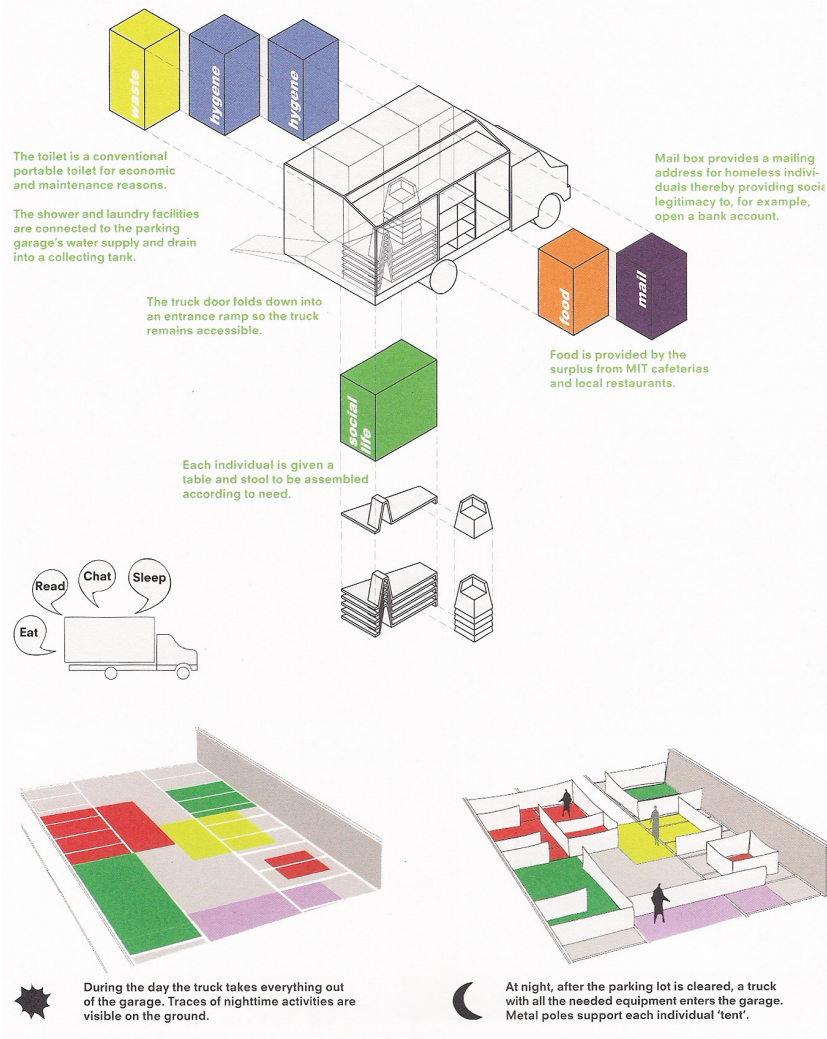 waste
hygene
hygene
The toilet is a conventional
portable toilet for economic
and maintenance reasons.
The shower and laundry facilities
are connected to the parking
garage's water supply and drain
into a collecting tank.
Mail box provides a mailing
address for homeless indivi-
duals thereby providing socia
legitimacy to, for example,
open a bank account.
food
mail
The truck door folds down into
an entrance ramp so the truck
remains accessible.
Food is provided by the
surplus from MIT cafeterias
and local restaurants.
social
life
Each individual is given a
table and stool to be assembled
according to need.
Read
Chat
Sleep
Eat
During the day the truck takes everything out
of the garage. Traces of nighttime activities are
visible on the ground.
At night, after the parking lot is cleared, a truck
with all the needed equipment enters the garage.
Metal poles support each individual 'tent'.